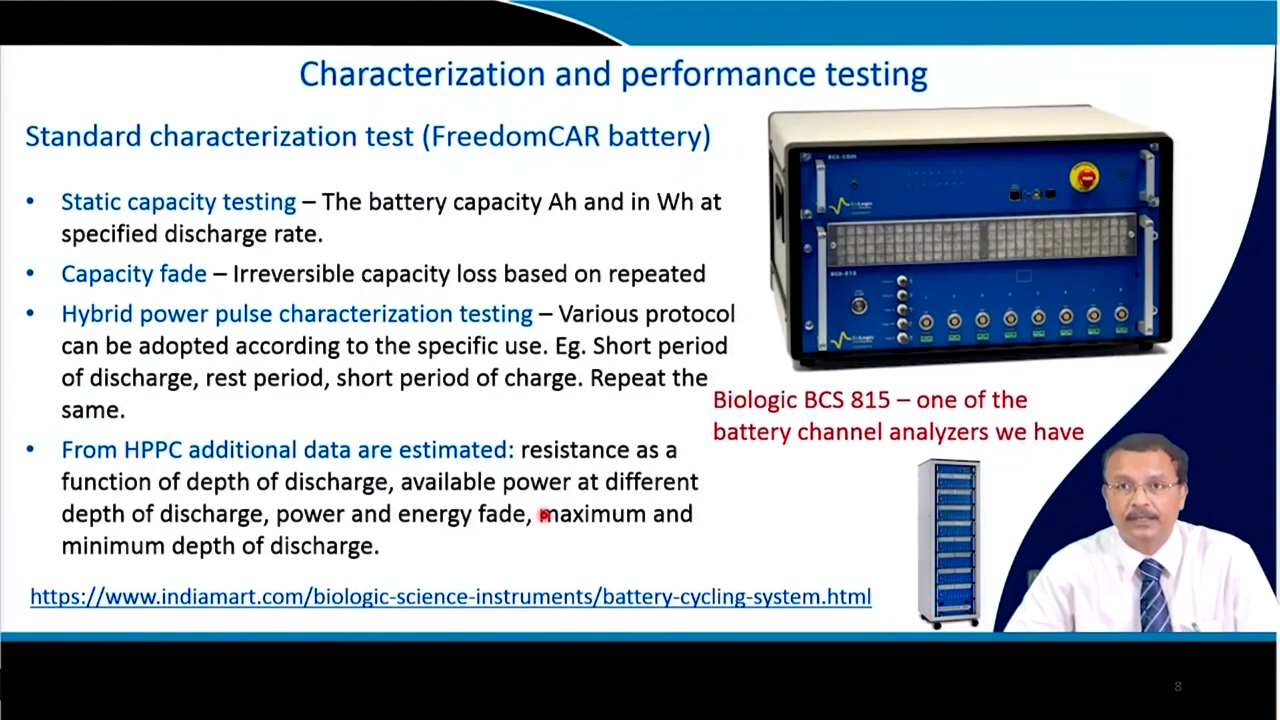 Characterization and performance testing
Standard characterization test (FreedomCAR battery)
• Static capacity testing – The battery capacity Ah and in Wh at
specified discharge rate.
• Capacity fade – Irreversible capacity loss based on repeated
• Hybrid power pulse characterization testing – Various protocol
can be adopted according to the specific use. Eg. Short period
of discharge, rest period, short period of charge. Repeat the
same.
• From HPPC additional data are estimated: resistance as a
function of depth of discharge, available power at different
depth of discharge, power and energy fade, maximum and
minimum depth of discharge.
https://www.indiamart.com/biologic-science-instruments/battery-cycling-system.html
BCS-COM
BCS-815
Biologic BCS 815 – one of the
battery channel analyzers we have
8